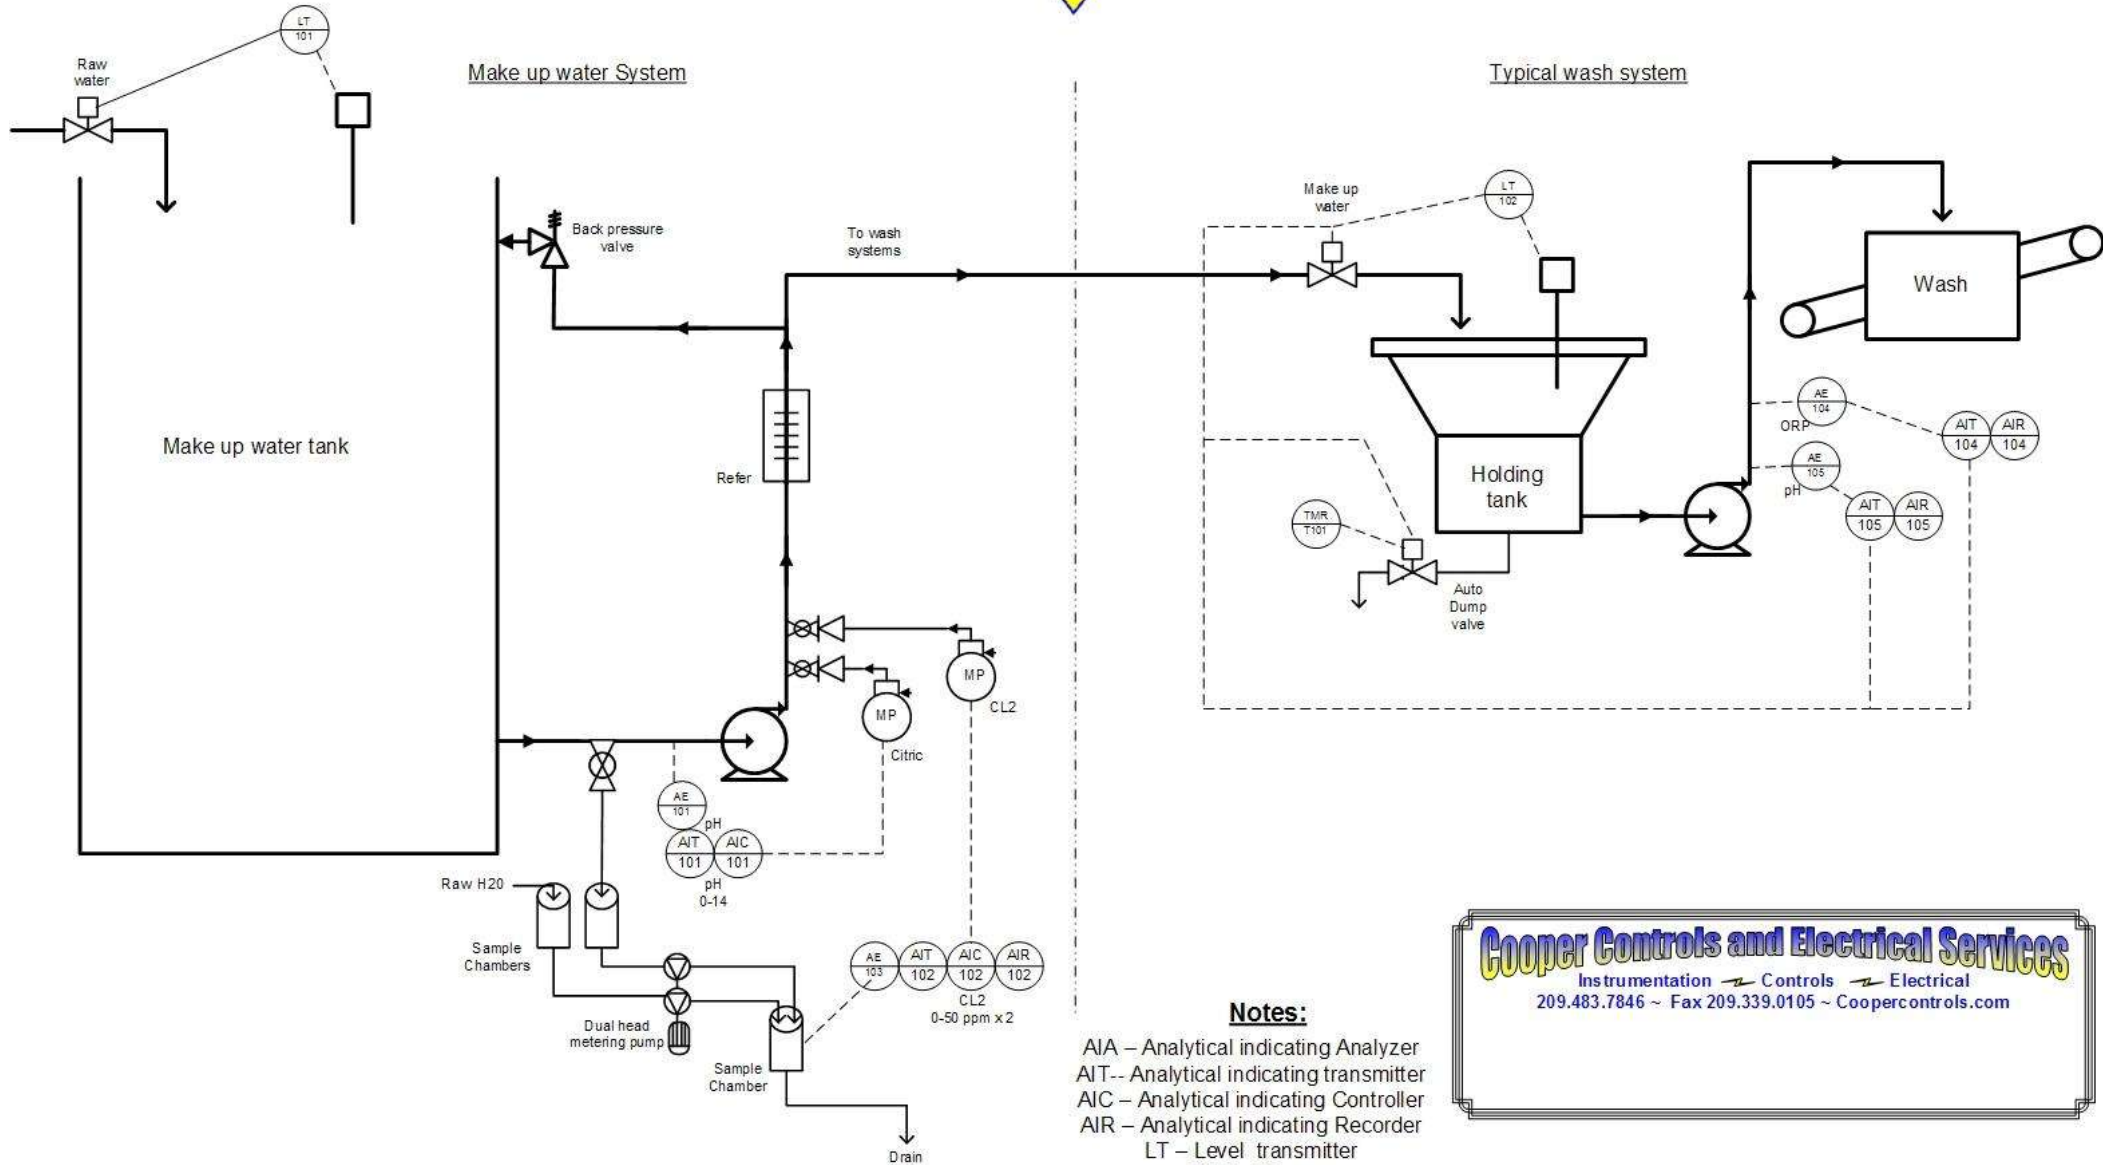 LT
101
Raw
water
Make up water System
Typical wash system
Back pressure
valve
To wash
systems
Make up
water
LT
102
Wash
Make up water tank
Refer
Holding
tank
AE
104
ORP
AIT
104
AIR
104
AE
105
pH
AIT
105
AIR
105
TMR
T101
Auto
Dump
valve
MP
CL2
MP
Citric
AE
101
pH
AIT
101
AIC
101
pH
0-14
Raw H20
Sample
Chambers
AE
103
AIT
102
AIC
102
AIR
102
CL2
0-50 ppm x 2
Dual head
metering pump
Sample
Chamber
Drain
Notes:
AIA – Analytical indicating Analyzer
AIT-- Analytical indicating transmitter
AIC – Analytical indicating Controller
AIR – Analytical indicating Recorder
LT – Level transmitter
Cooper Controls and Electrical Services
Instrumentation Controls Electrical
209.483.7846 ~ Fax 209.339.0105 ~ Coopercontrols.com